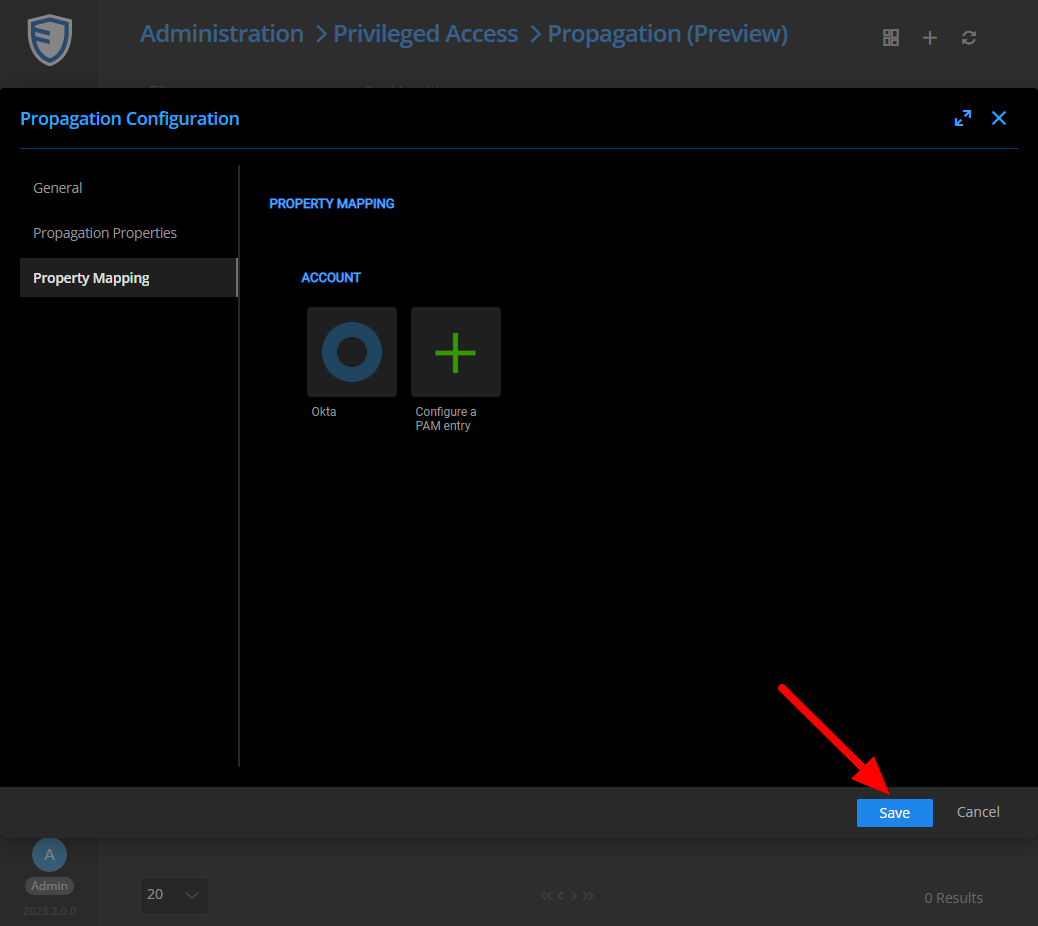 Administration > Privileged Access > Propagation (Preview)
Propagation Configuration
General
Propagation Properties
Property Mapping
PROPERTY MAPPING
ACCOUNT
Okta
Configure a
PAM entry
Save
Cancel
A
Admin
2023.2.0.0
20
0 Results